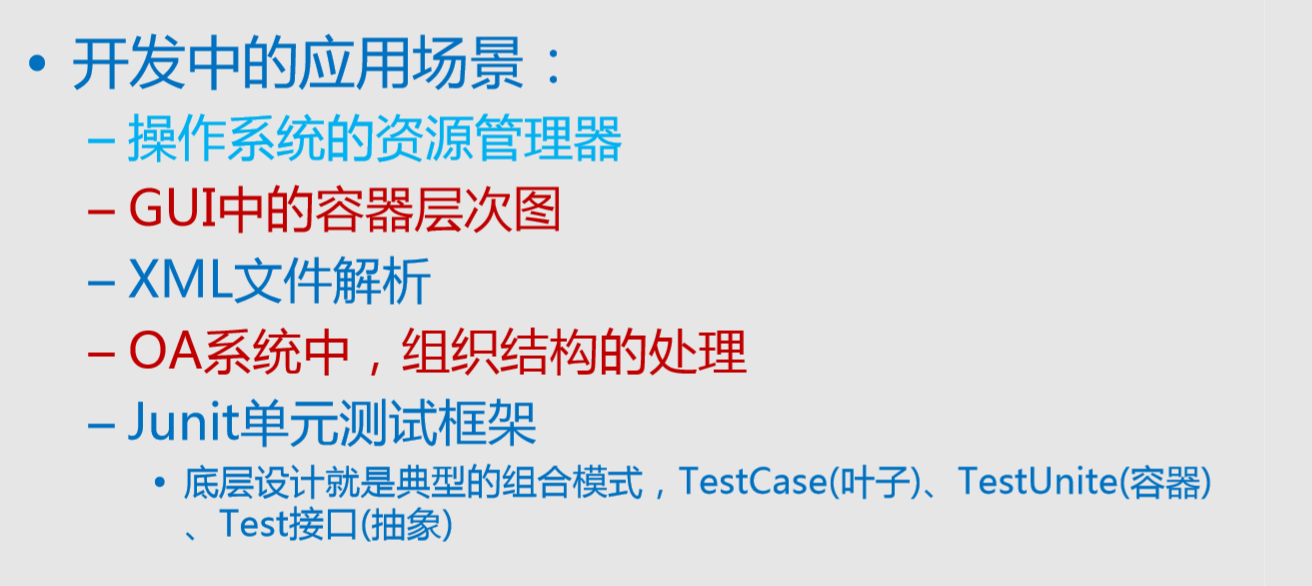 • 开发中的应用场景：
– 操作系统的资源管理器
– GUI中的容器层次图
– XML文件解析
– OA系统中，组织结构的处理
– Junit单元测试框架
• 底层设计就是典型的组合模式，TestCase(叶子)、TestUnite(容器)
、Test接口(抽象)